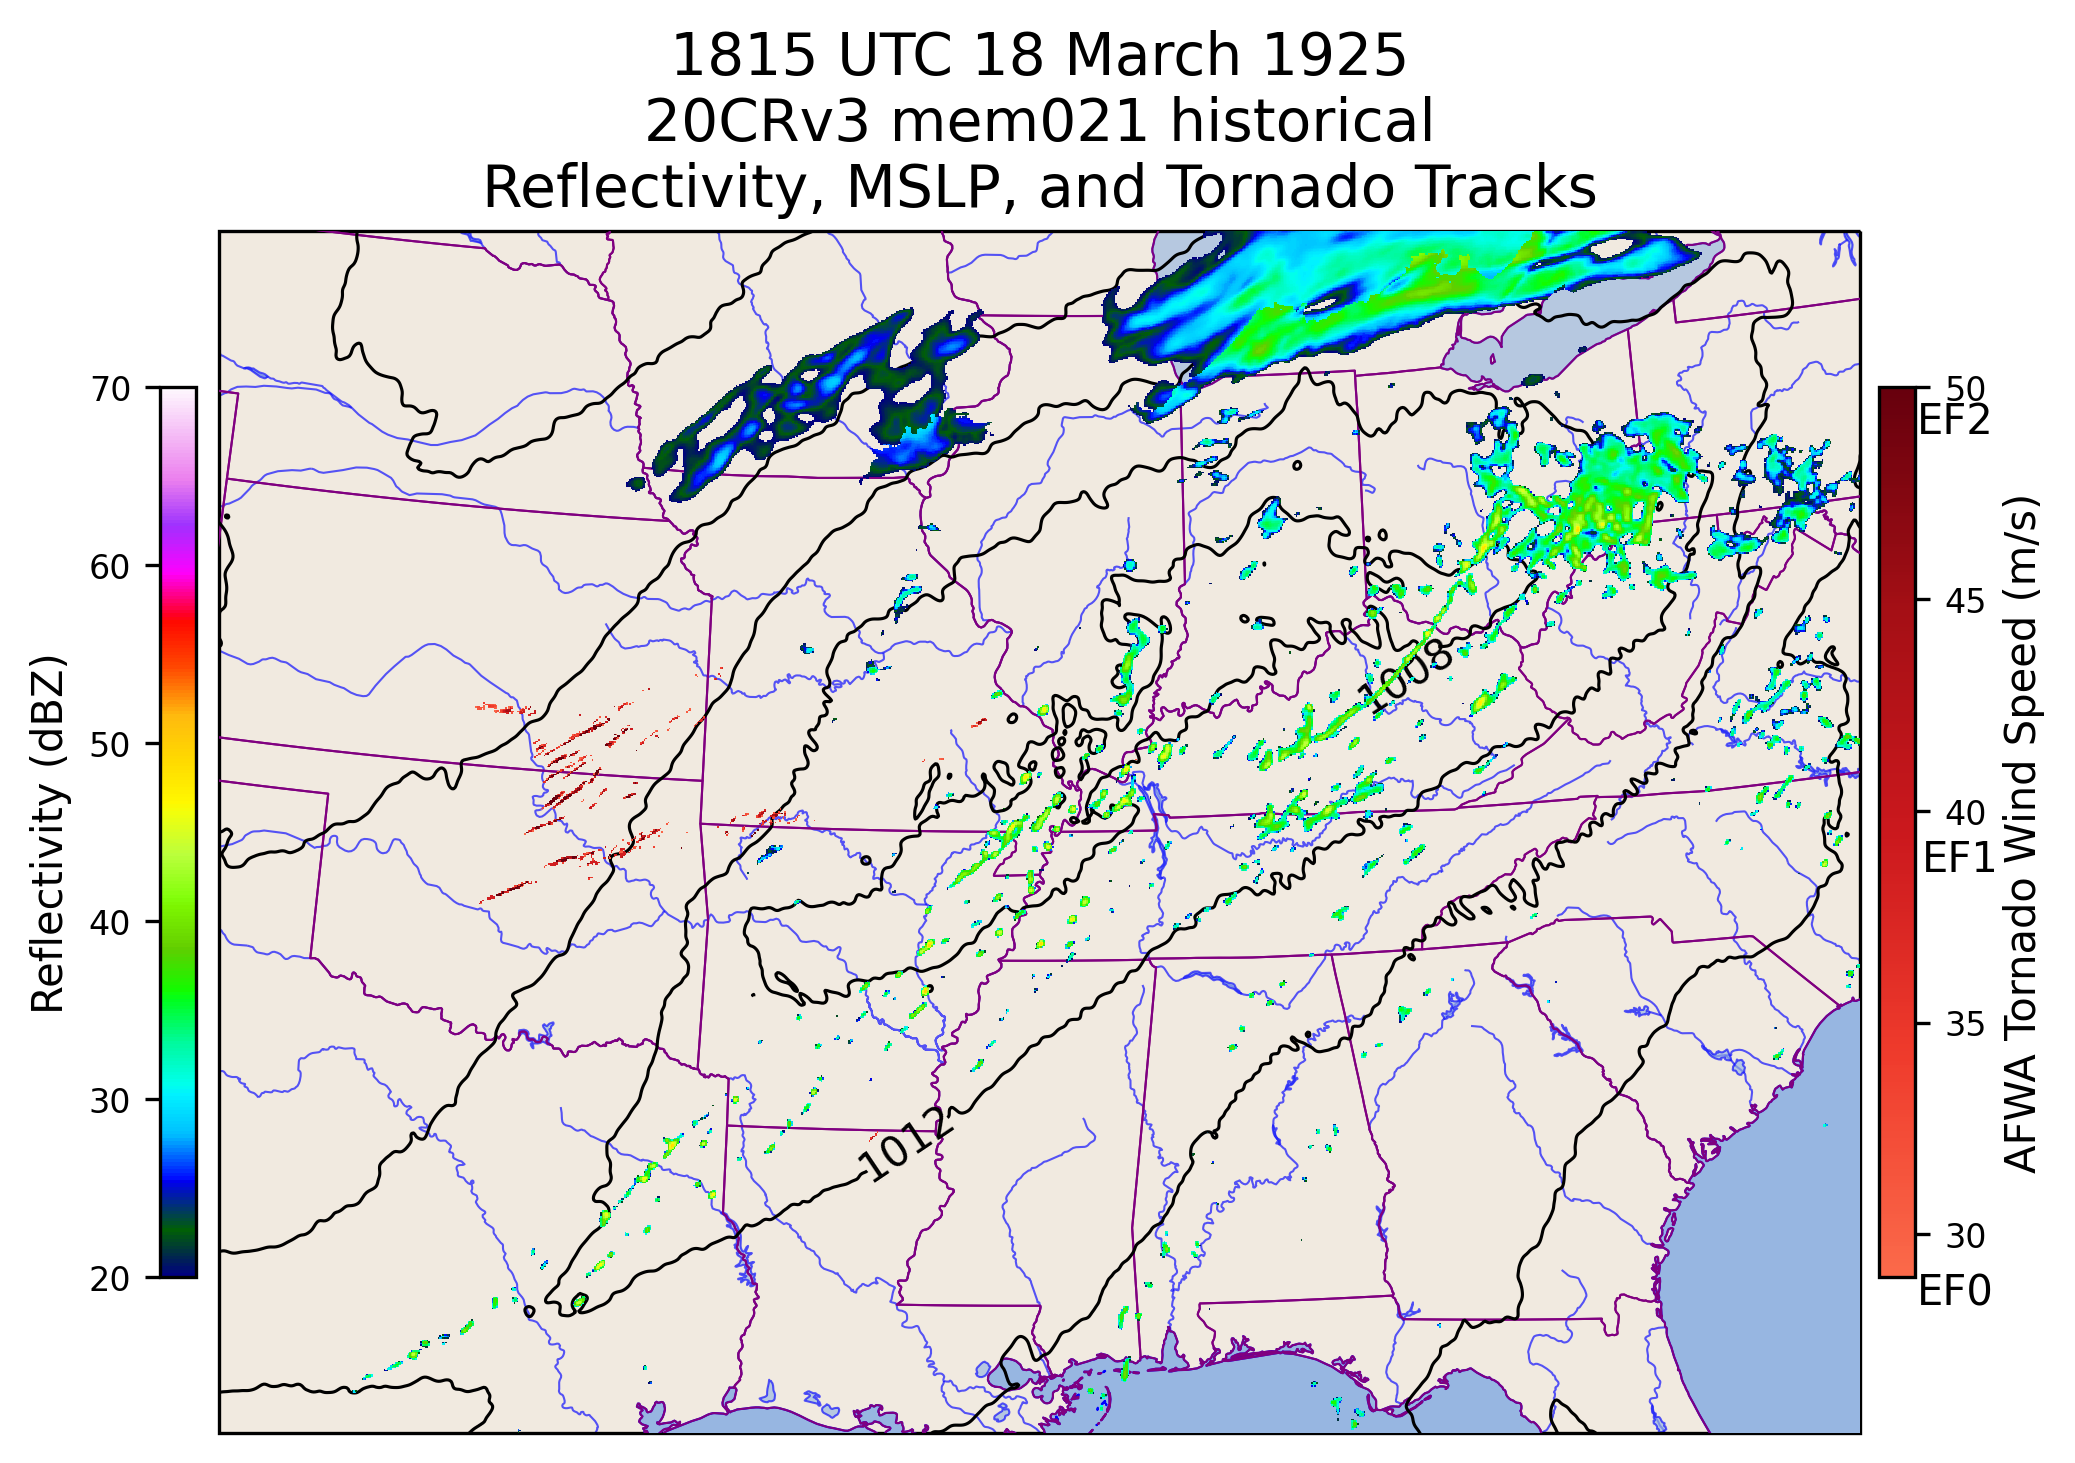 1815 UTC 18 March 1925
20CRv3 mem021 historical
Reflectivity, MSLP, and Tornado Tracks
70
60
50
40
30
20
Reflectivity (dBZ)
1008
1012
50
EF2
45
40
EF1
35
30
EF0
AFWA Tornado Wind Speed (m/s)